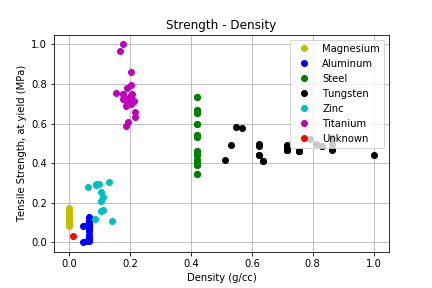 Strength - Density
Tensile Strength, at yield (MPa)
1.0
0.8
0.6
0.4
0.2
0.0
Magnesium
Aluminum
Steel
Tungsten
Zinc
Titanium
Unknown
0.0 0.2 0.4 0.6 0.8 1.0
Density (g/cc)